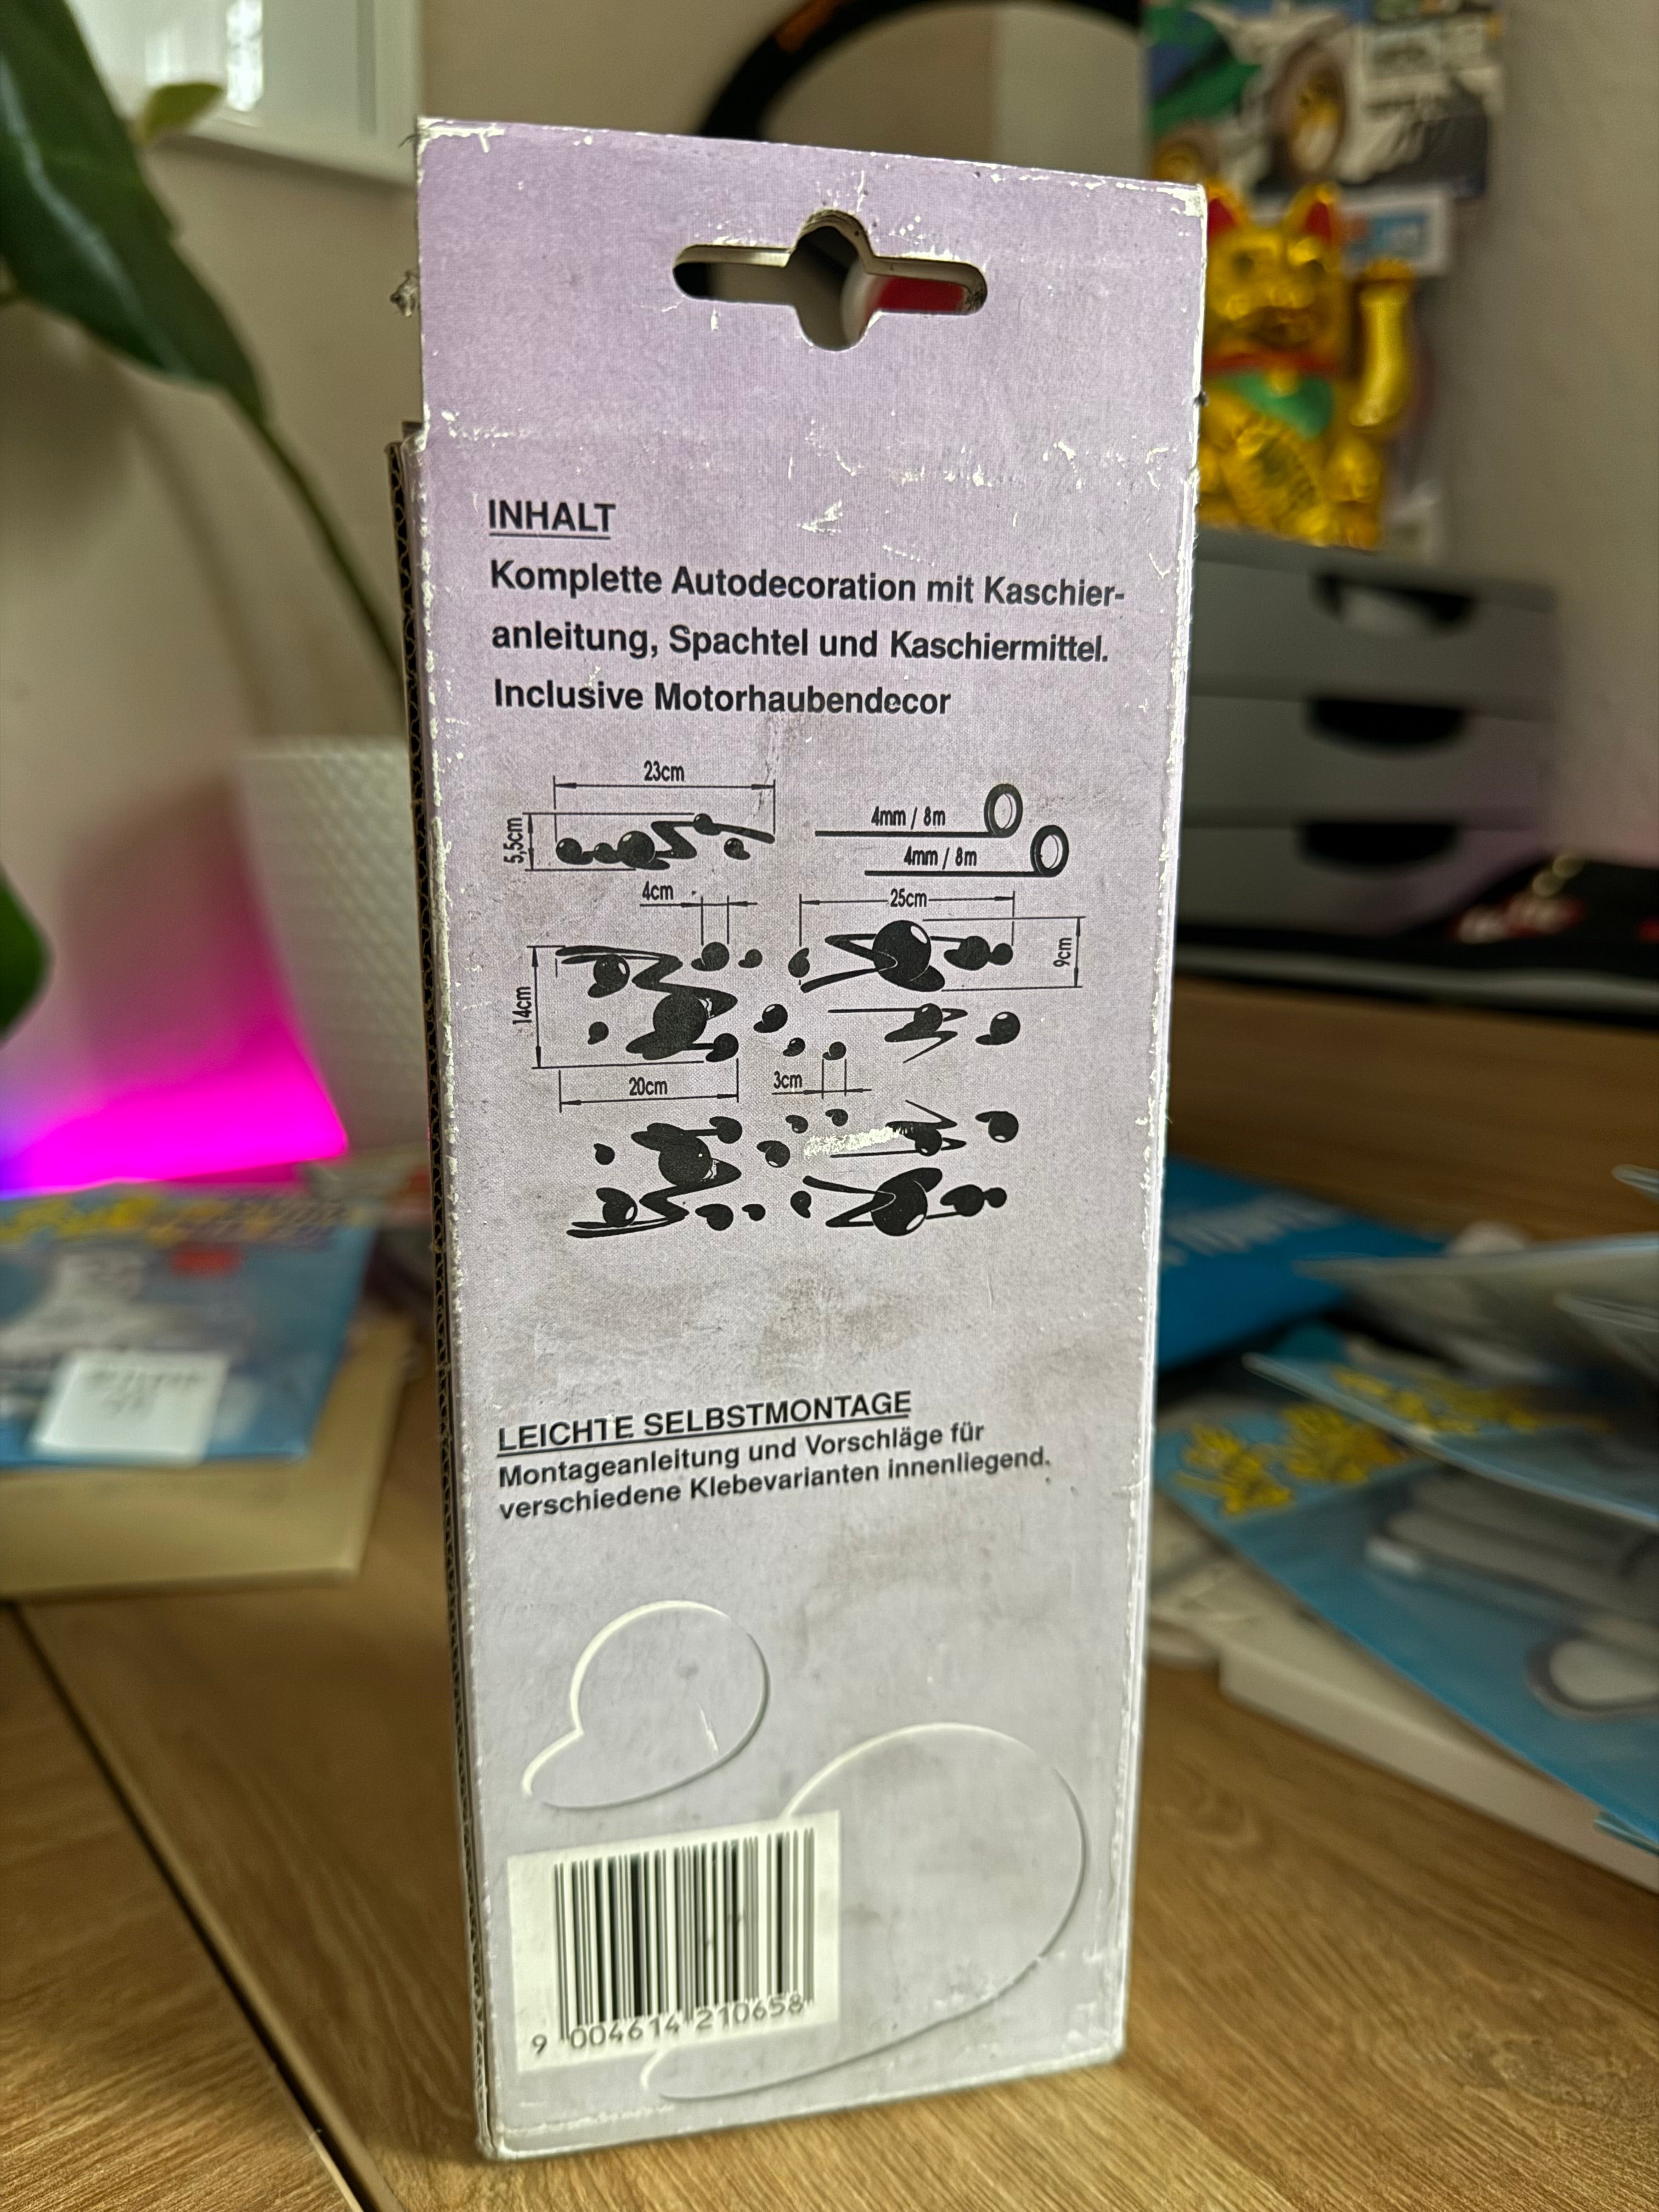 INHALT
Komplette Autodecoration mit Kaschier-
anleitung, Spachtel und Kaschiermittel.
Inclusive Motorhaubendecor
23cm
5,5cm
4mm / 8m
4mm / 8m
4cm
25cm
9cm
14cm
20cm
3cm
LEICHTE SELBSTMONTAGE
Montageanleitung und Vorschläge für
verschiedene Klebevarianten innenliegend.
9 004614 210658